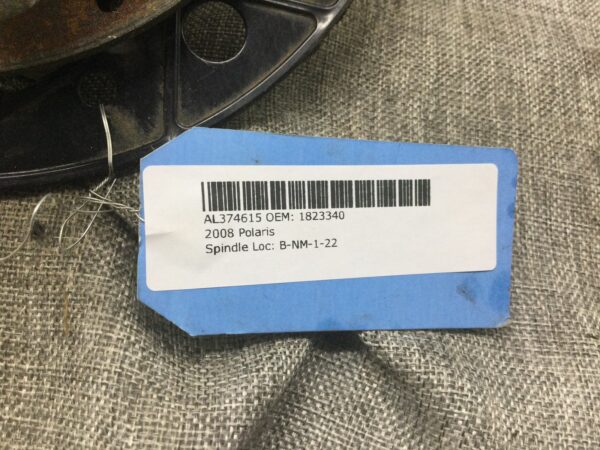 AL374615 OEM: 1823340
2008 Polaris
Spindle Loc: B-NM-1-22